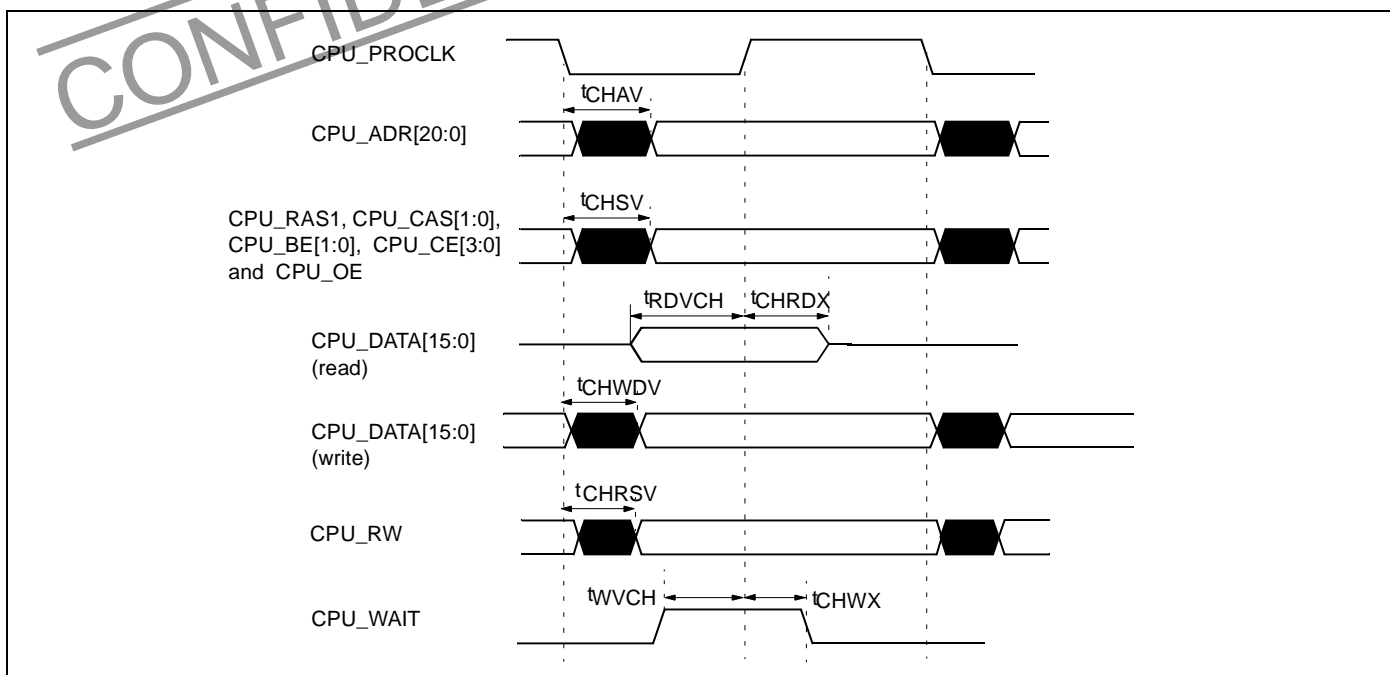 CONFIDE
CPU_PROCLK
tCHAV
CPU_ADR[20:0]
tCHSV
CPU_RAS1, CPU_CAS[1:0],
CPU_BE[1:0], CPU_CE[3:0]
and CPU_OE
tRDVCH tCHRDX
CPU_DATA[15:0]
(read)
tCHWDV
CPU_DATA[15:0]
(write)
tCHRSV
CPU_RW
tWVCH tCHWX
CPU_WAIT